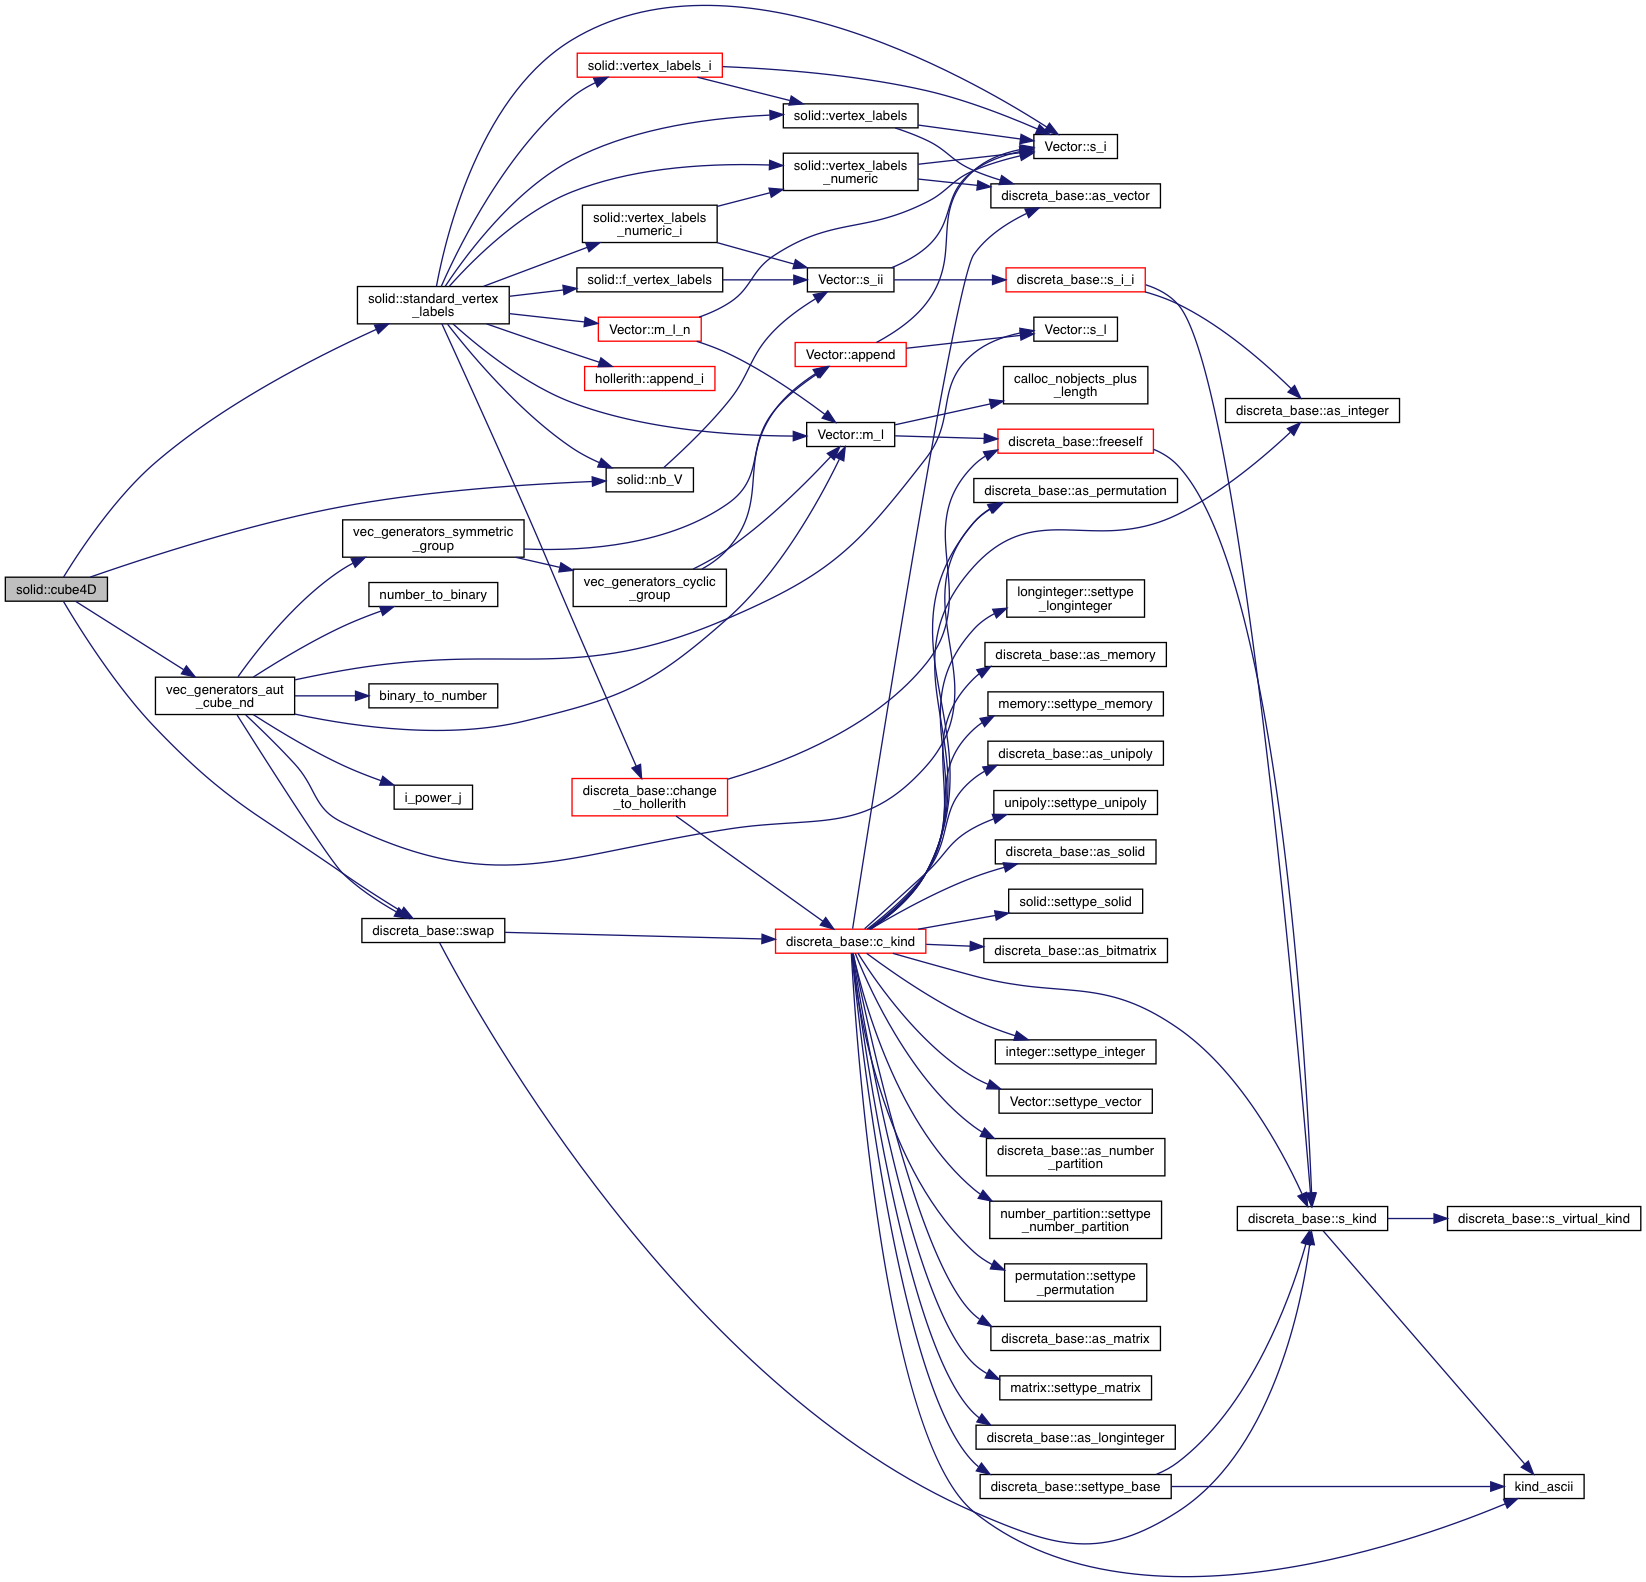 solid::cube4D
solid::standard_vertex
_labels
vec_generators_aut
_cube_nd
vec_generators_symmetric
_group
number_to_binary
binary_to_number
i_power_j
discreta_base::swap
solid::vertex_labels_i
solid::vertex_labels
_numeric_i
solid::f_vertex_labels
Vector::m_l_n
hollerith::append_i
solid::nb_V
vec_generators_cyclic
_group
discreta_base::change
_to_hollerith
solid::vertex_labels
solid::vertex_labels
_numeric
Vector::s_ii
Vector::append
Vector::m_l
discreta_base::c_kind
Vector::s_i
discreta_base::as_vector
discreta_base::s_i_i
Vector::s_l
calloc_nobjects_plus
_length
discreta_base::freeself
discreta_base::as_permutation
longinteger::settype
_longinteger
discreta_base::as_memory
memory::settype_memory
discreta_base::as_unipoly
unipoly::settype_unipoly
discreta_base::as_solid
solid::settype_solid
discreta_base::as_bitmatrix
integer::settype_integer
Vector::settype_vector
discreta_base::as_number
_partition
number_partition::settype
_number_partition
permutation::settype
_permutation
discreta_base::as_matrix
matrix::settype_matrix
discreta_base::as_longinteger
discreta_base::settype_base
discreta_base::as_integer
discreta_base::s_kind
discreta_base::s_virtual_kind
kind_ascii